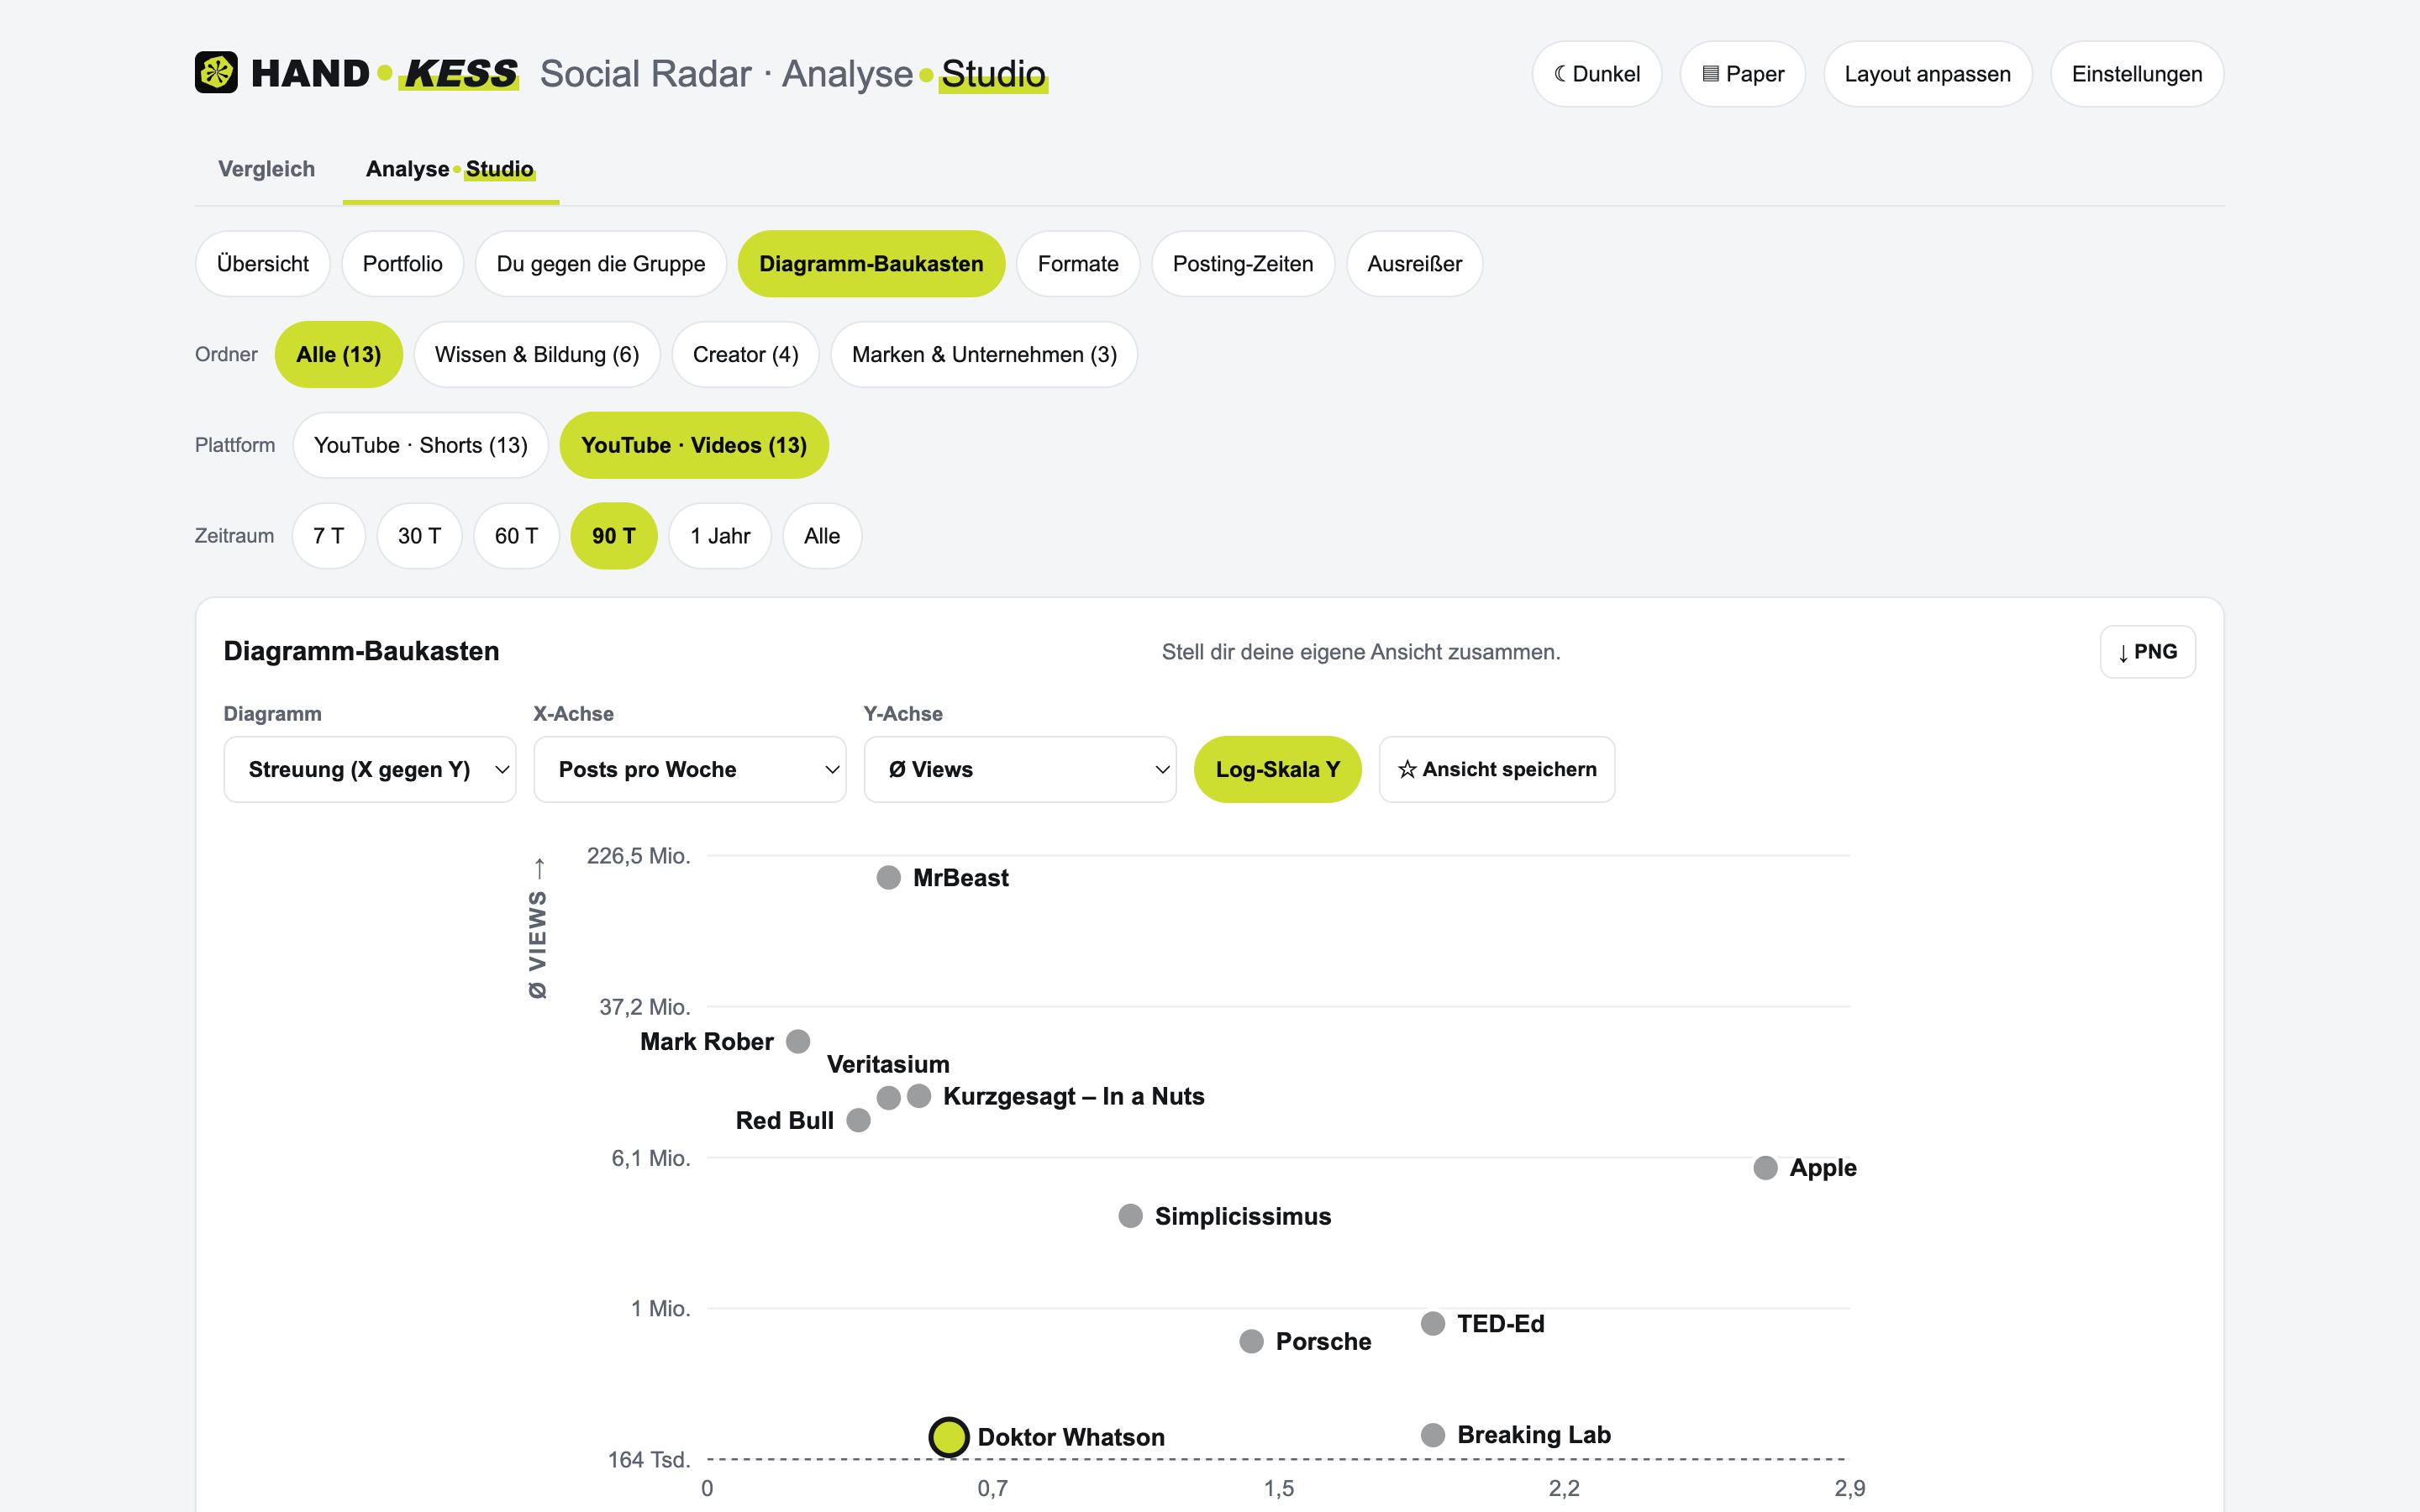 HAND•KESS Social Radar · Analyse•Studio
☾ Dunkel
▤ Paper
Layout anpassen
Einstellungen
Vergleich
Analyse•Studio
Übersicht
Portfolio
Du gegen die Gruppe
Diagramm-Baukasten
Formate
Posting-Zeiten
Ausreißer
Ordner
Alle (13)
Wissen & Bildung (6)
Creator (4)
Marken & Unternehmen (3)
Plattform
YouTube · Shorts (13)
YouTube · Videos (13)
Zeitraum
7 T
30 T
60 T
90 T
1 Jahr
Alle
Diagramm-Baukasten
Stell dir deine eigene Ansicht zusammen.
↓ PNG
Diagramm
X-Achse
Y-Achse
Streuung (X gegen Y)
Posts pro Woche
Ø Views
Log-Skala Y
☆ Ansicht speichern
Ø VIEWS →
226,5 Mio.
MrBeast
37,2 Mio.
Mark Rober
Veritasium
Kurzgesagt – In a Nuts
Red Bull
6,1 Mio.
Apple
Simplicissimus
1 Mio.
TED-Ed
Porsche
Doktor Whatson
Breaking Lab
164 Tsd.
0
0,7
1,5
2,2
2,9